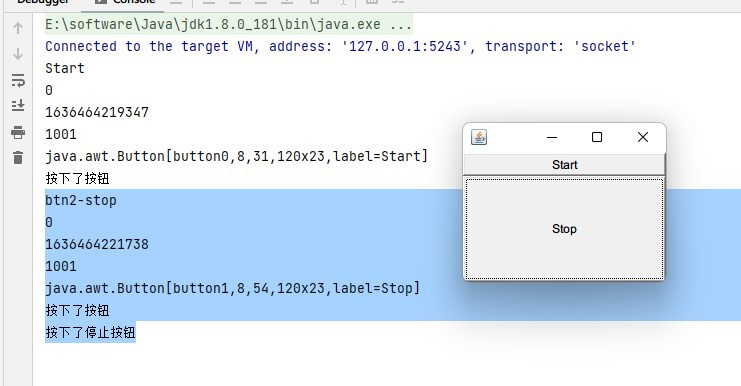 Debugger
Console
E:\software\Java\jdk1.8.0_181\bin\java.exe ...
Connected to the target VM, address: '127.0.0.1:5243', transport: 'socket'
Start
0
1636464219347
1001
java.awt.Button[button0,8,31,120x23,label=Start]
按下了按钮
btn2-stop
0
1636464221738
1001
java.awt.Button[button1,8,54,120x23,label=Stop]
按下了按钮
按下了停止按钮
Start
Stop